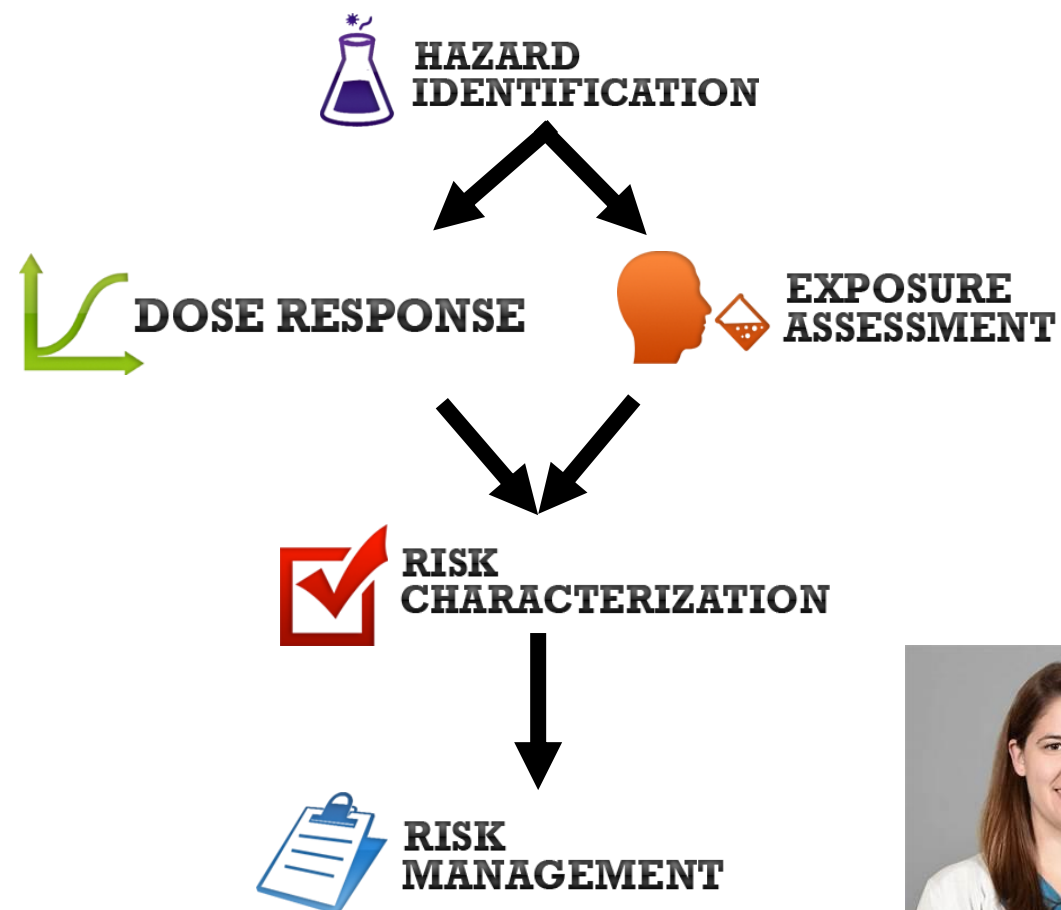 HAZARD
IDENTIFICATION
DOSE RESPONSE
EXPOSURE
ASSESSMENT
RISK
CHARACTERIZATION
RISK
MANAGEMENT